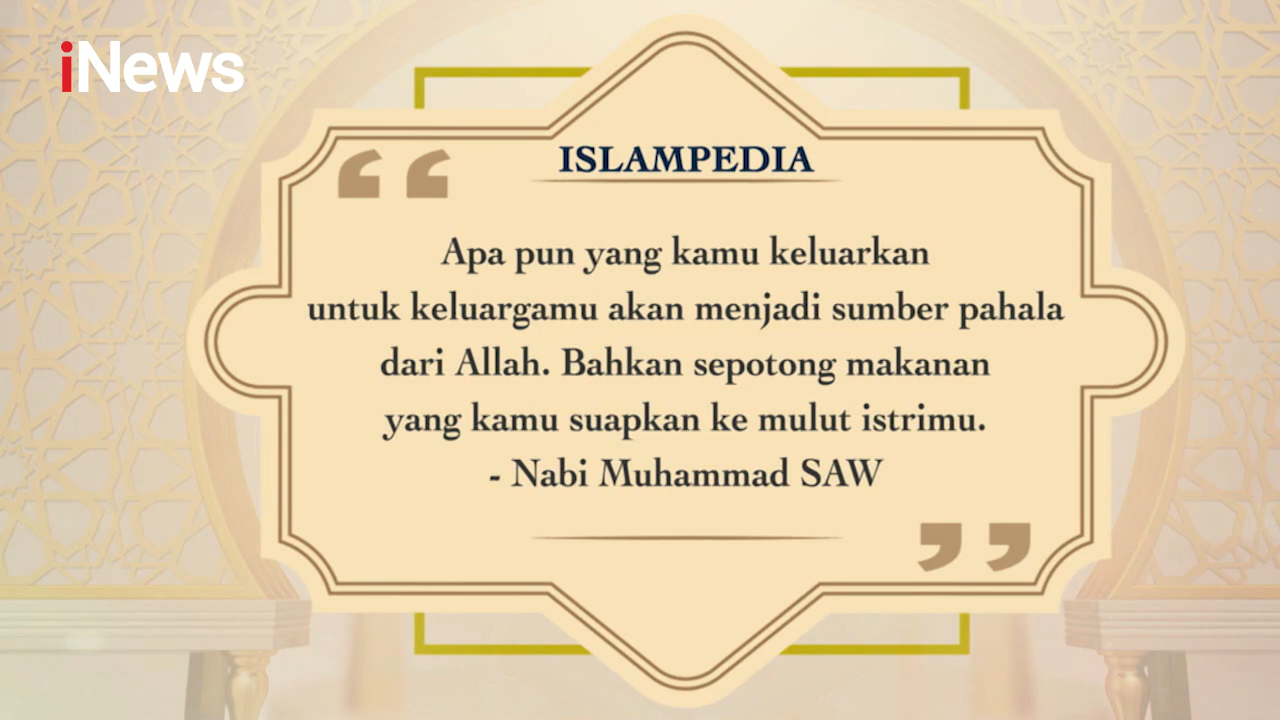 iNews
ISLAMPEDIA
Apa pun yang kamu keluarkan
untuk keluargamu akan menjadi sumber pahala
dari Allah. Bahkan sepotong makanan
yang kamu suapkan ke mulut istrimu.
- Nabi Muhammad SAW